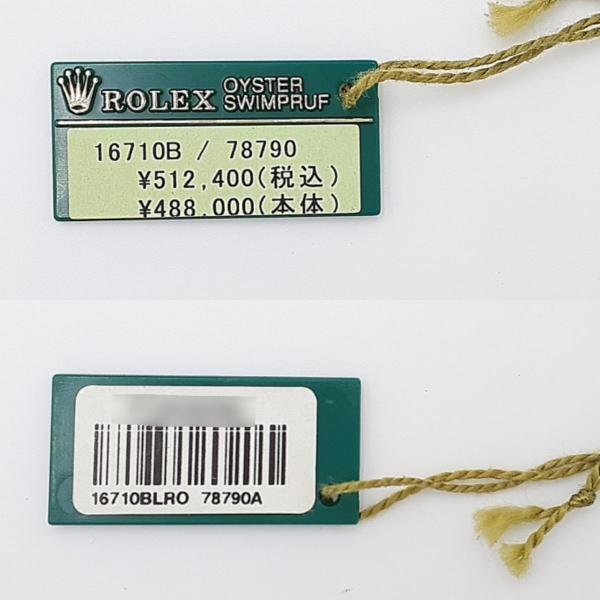 ROLEX OYSTER SWIMPRUF
16710B / 78790
¥512,400(税込)
¥488,000(本体)
16710BLRO 78790A